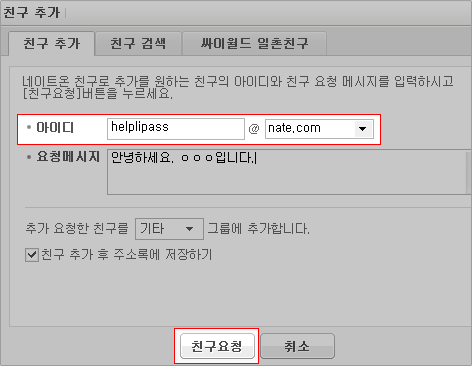 친구 추가
친구 추가 친구 검색 싸이월드 일촌친구
네이트온 친구로 추가를 원하는 친구의 아이디와 친구 요청 메시지를 입력하시고
[친구요청]버튼을 누르세요.
• 아이디 helplipass @ nate.com
• 요청메시지 안녕하세요. ㅇㅇㅇ입니다.
추가 요청한 친구를 기타 그룹에 추가합니다.
친구 추가 후 주소록에 저장하기
친구요청 취소